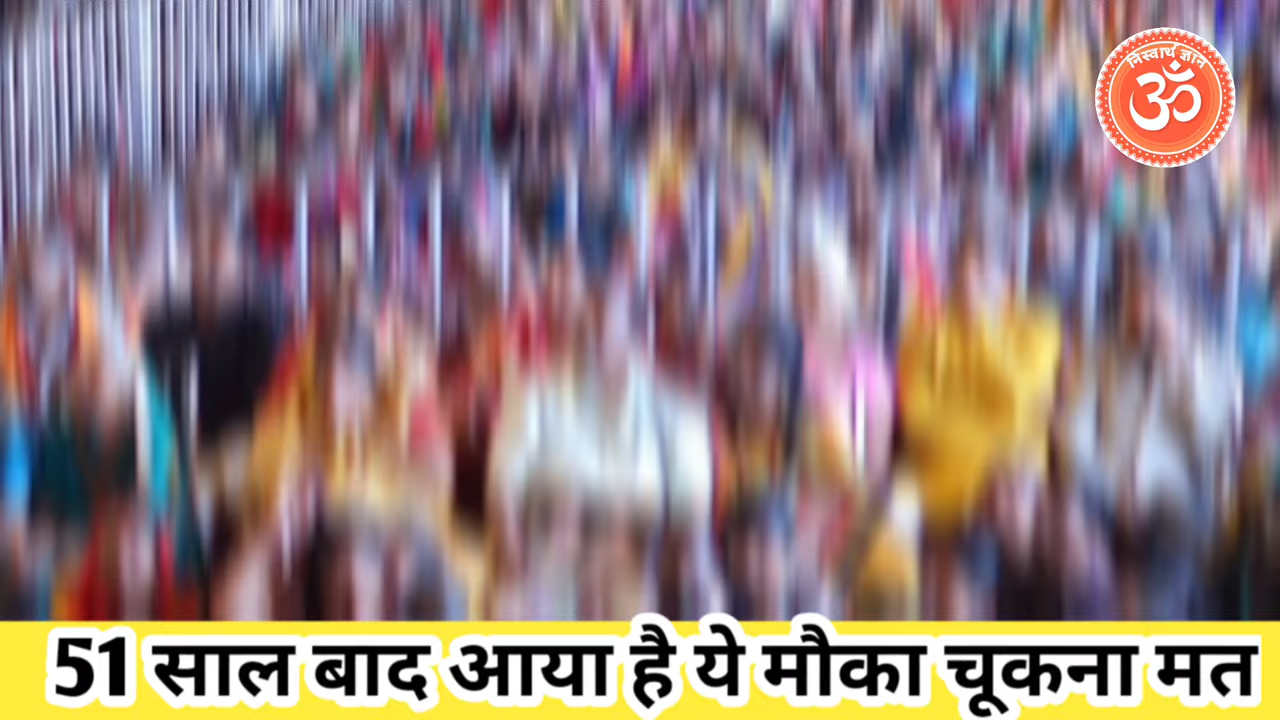 निस्वार्थ ज्ञान
ॐ
51 साल बाद आया है ये मौका चूकना मत